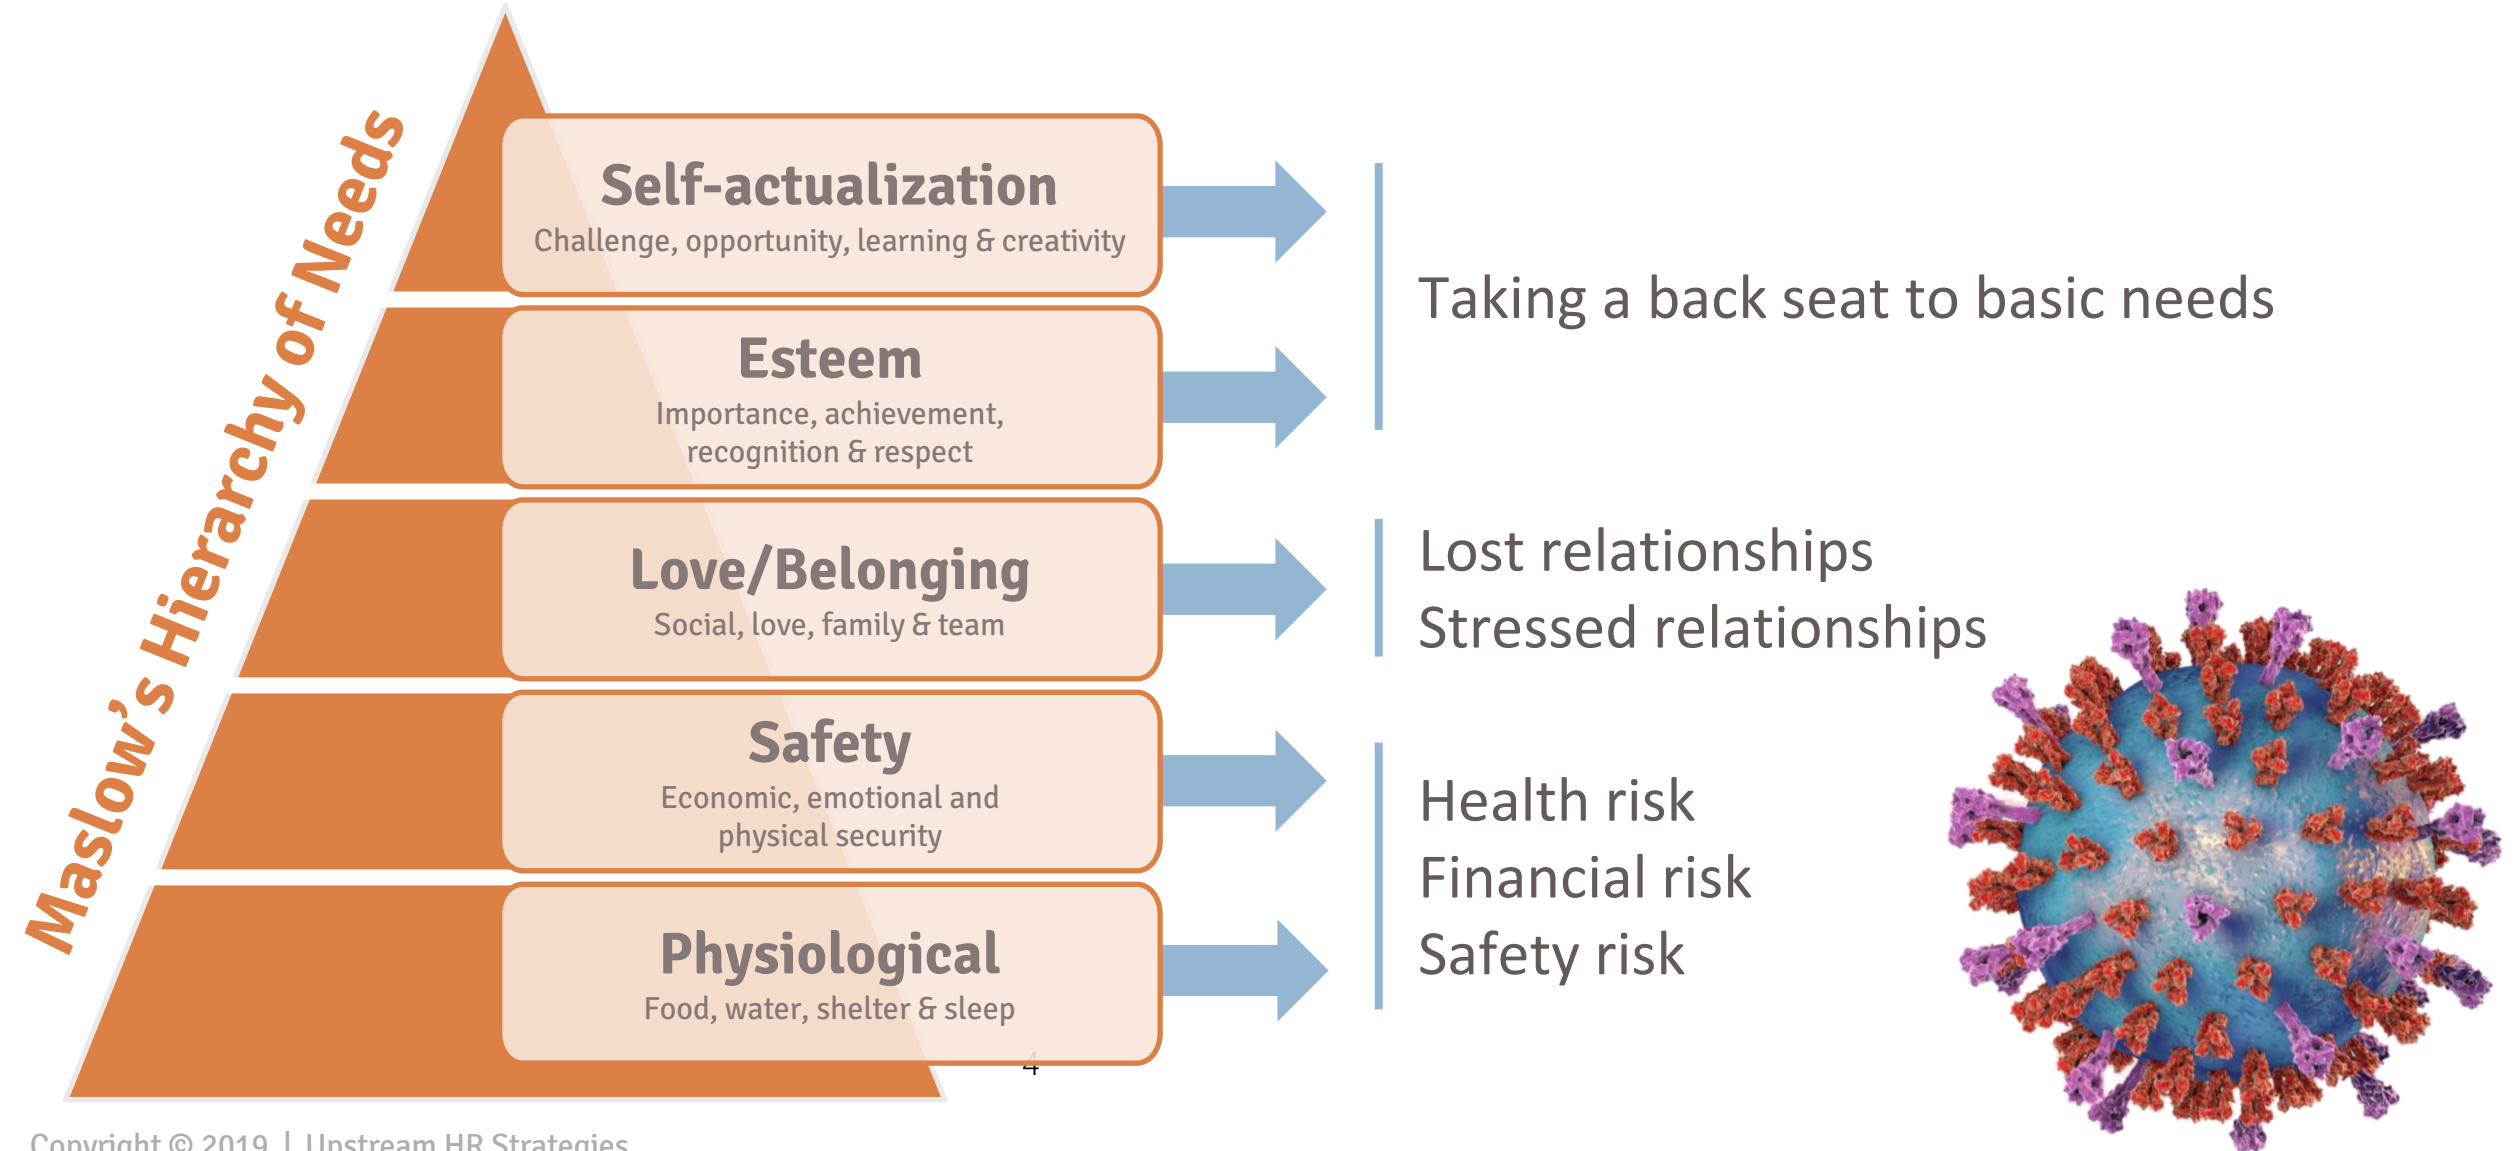 Maslow's Hierarchy of Needs
Self-actualization
Challenge, opportunity, learning & creativity
Esteem
Importance, achievement,
recognition & respect
Love/Belonging
Social, love, family & team
Safety
Economic, emotional and
physical security
Physiological
Food, water, shelter & sleep
Taking a back seat to basic needs
Lost relationships
Stressed relationships
Health risk
Financial risk
Safety risk
4
Copyright © 2019 | Upstream HR Strategies